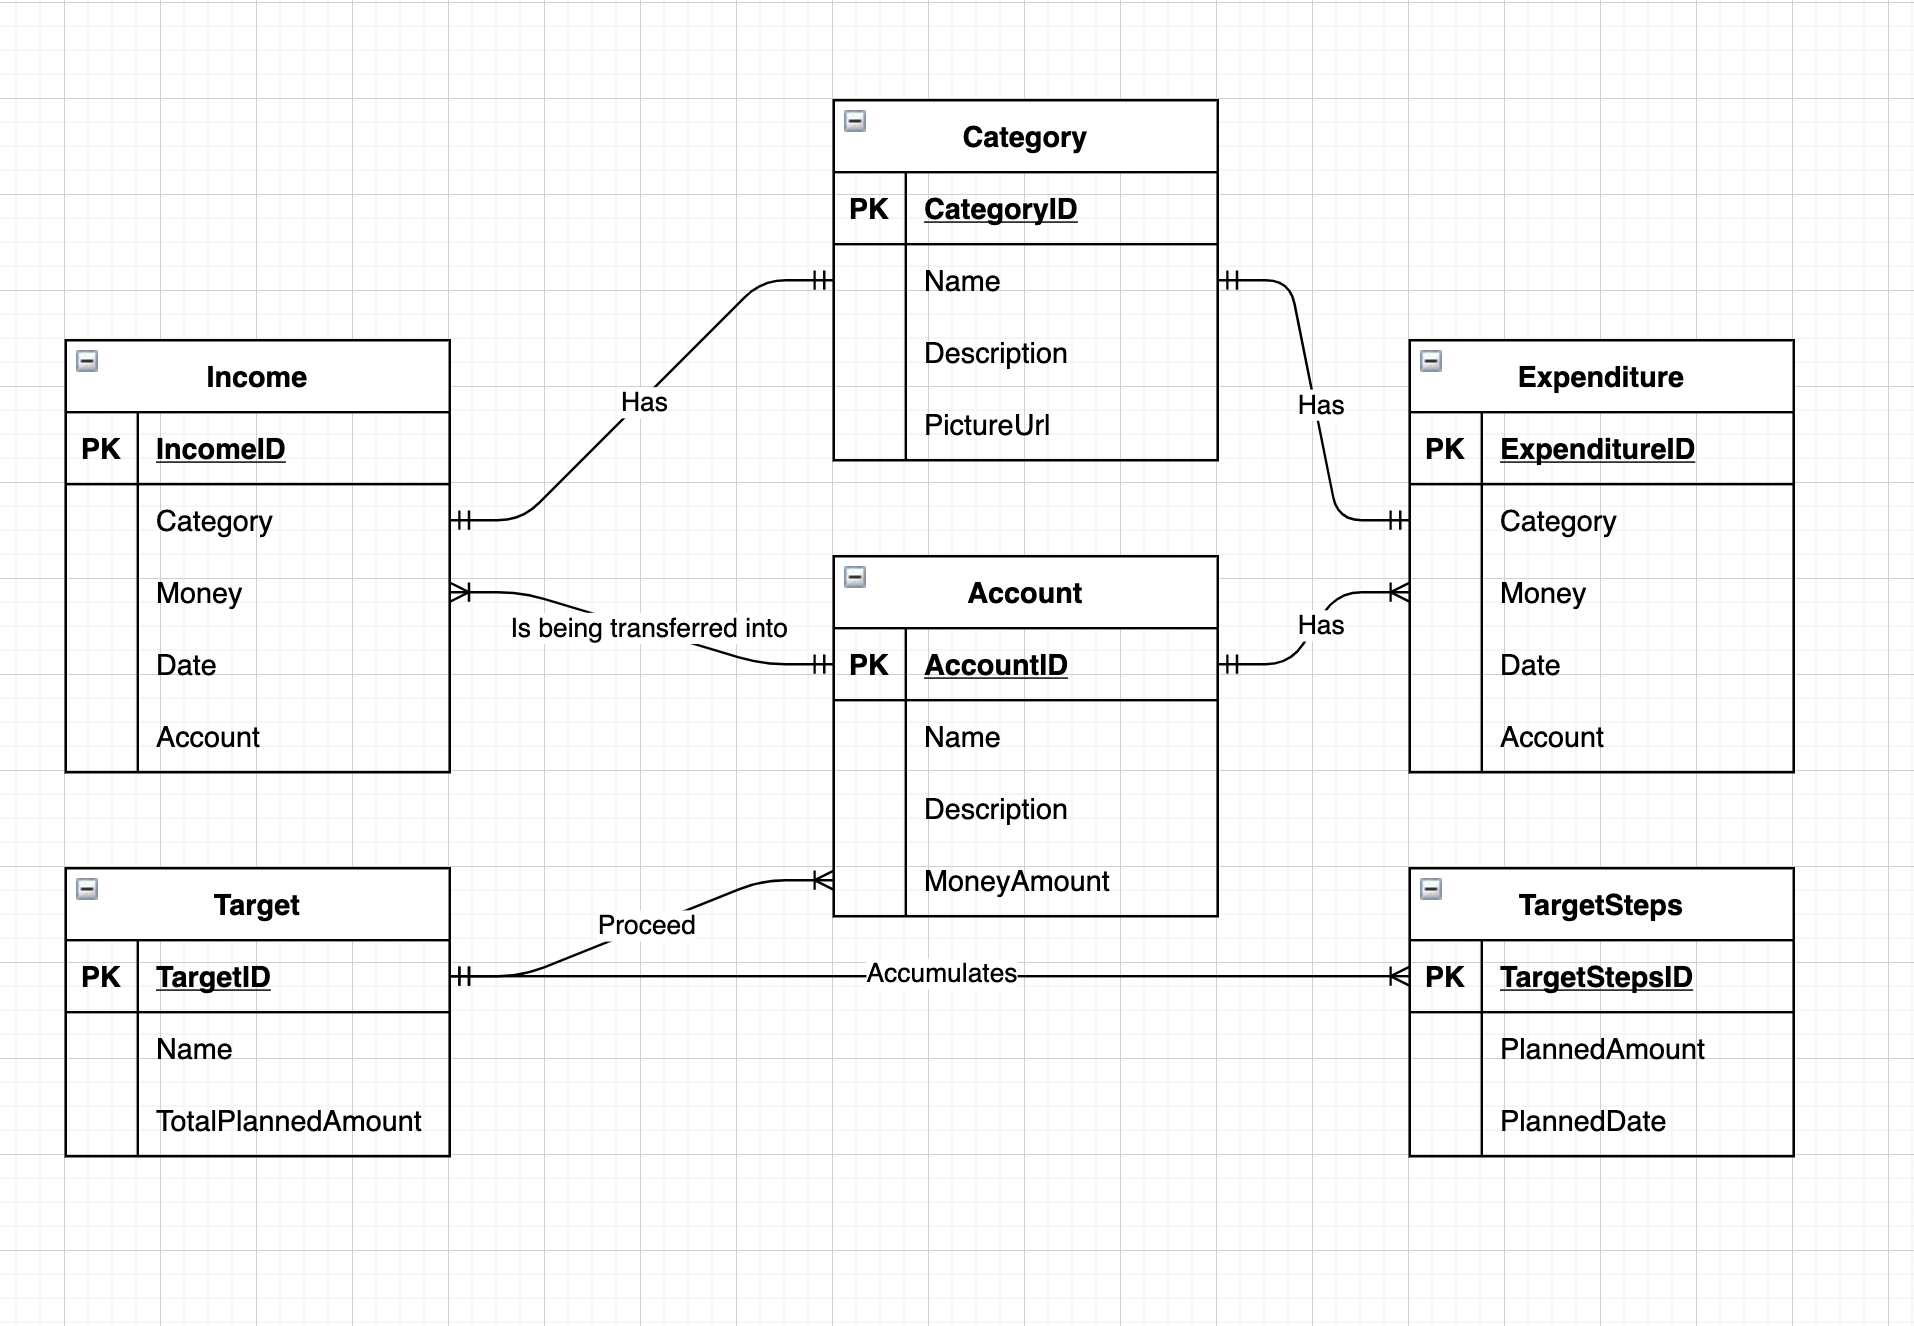 Category
PK CategoryID
Name
Description
PictureUrl
Income
PK IncomeID
Category
Money
Date
Account
Has
Has
Expenditure
PK ExpenditureID
Category
Money
Date
Account
Is being transferred into
Account
PK AccountID
Name
Description
MoneyAmount
Has
Target
PK TargetID
Name
TotalPlannedAmount
Proceed
Accumulates
TargetSteps
PK TargetStepsID
PlannedAmount
PlannedDate